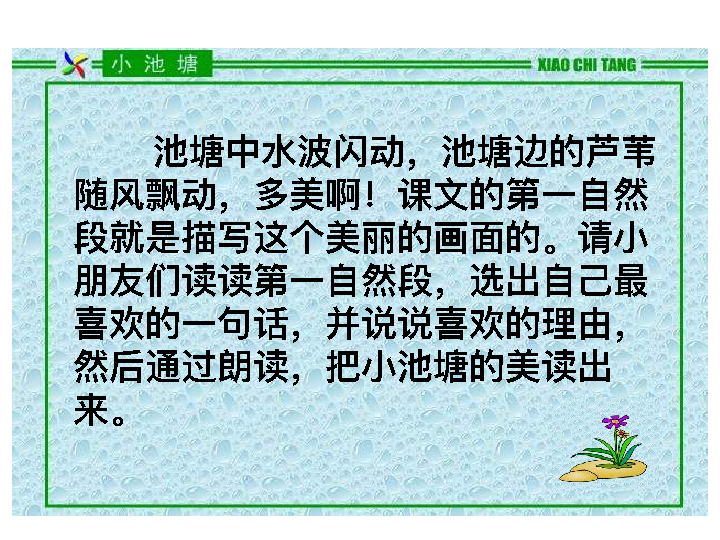 小 池 塘
XIAO CHI TANG
池塘中水波闪动，池塘边的芦苇
随风飘动，多美啊！课文的第一自然
段就是描写这个美丽的画面的。请小
朋友们读读第一自然段，选出自己最
喜欢的一句话，并说说喜欢的理由，
然后通过朗读，把小池塘的美读出
来。